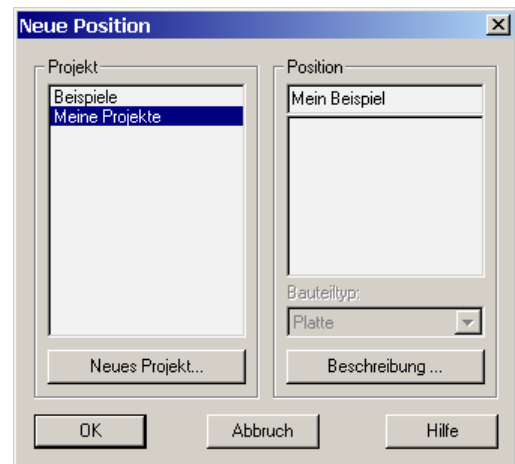 Neue Position
Projekt
Beispiele
Meine Projekte
Neues Projekt...
Position
Mein Beispiel
Bauteiltyp:
Platte
Beschreibung ...
OK
Abbruch
Hilfe